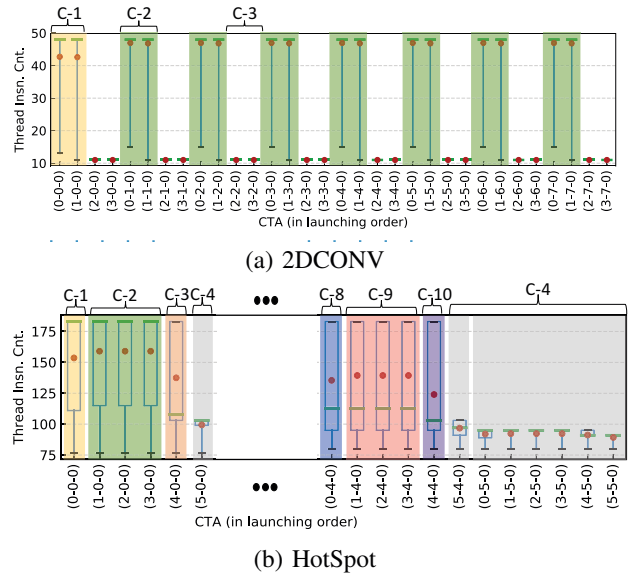 C-1 C-2 C-3
50
40
30
20
10
Thread Insn. Cnt.
(0-0-0) (1-0-0) (2-0-0) (3-0-0) (0-1-0) (1-1-0) (2-1-0) (3-1-0) (0-2-0) (1-2-0) (2-2-0) (3-2-0) (0-3-0) (1-3-0) (2-3-0) (3-3-0) (0-4-0) (1-4-0) (2-4-0) (3-4-0) (0-5-0) (1-5-0) (2-5-0) (3-5-0) (0-6-0) (1-6-0) (2-6-0) (3-6-0) (0-7-0) (1-7-0) (2-7-0) (3-7-0)
CTA (in launching order)
(a) 2DCONV
C-1 C-2 C-3 C-4 ••• C-8 C-9 C-10 C-4
175
150
125
100
75
Thread Insn. Cnt.
(0-0-0) (1-0-0) (2-0-0) (3-0-0) (4-0-0) (5-0-0) ••• (0-4-0) (1-4-0) (2-4-0) (3-4-0) (4-4-0) (5-4-0) (0-5-0) (1-5-0) (2-5-0) (3-5-0) (4-5-0) (5-5-0)
CTA (in launching order)
(b) HotSpot